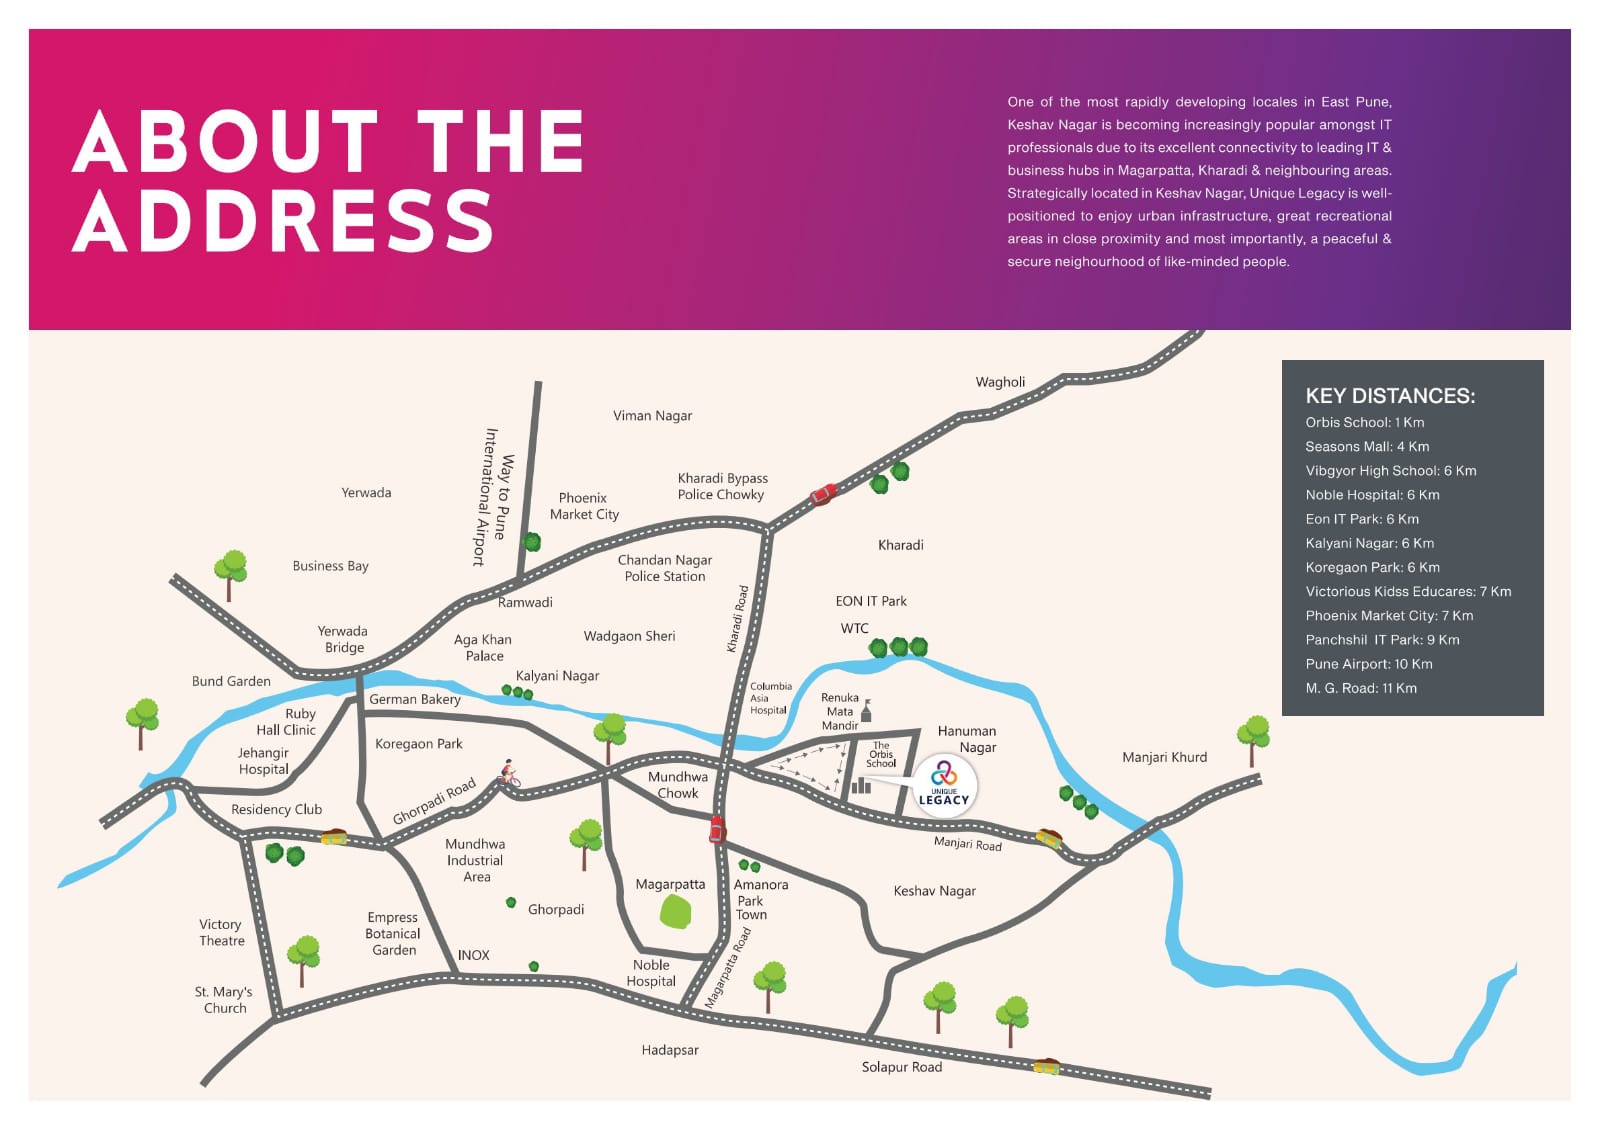 ABOUT THE
ADDRESS
One of the most rapidly developing locales in East Pune,
Keshav Nagar is becoming increasingly popular amongst IT
professionals due to its excellent connectivity to leading IT &
business hubs in Magarpatta, Kharadi & neighbouring areas.
Strategically located in Keshav Nagar, Unique Legacy is well-
positioned to enjoy urban infrastructure, great recreational
areas in close proximity and most importantly, a peaceful &
secure neighourhood of like-minded people.
KEY DISTANCES:
Orbis School: 1 Km
Seasons Mall: 4 Km
Vibgyor High School: 6 Km
Noble Hospital: 6 Km
Eon IT Park: 6 Km
Kalyani Nagar: 6 Km
Koregaon Park: 6 Km
Victorious Kidss Educares: 7 Km
Phoenix Market City: 7 Km
Panchshil IT Park: 9 Km
Pune Airport: 10 Km
M. G. Road: 11 Km
Wagholi
Viman Nagar
Way to Pune
International Airport
Kharadi Bypass
Police Chowky
Yerwada
Phoenix
Market City
Kharadi
Business Bay
Chandan Nagar
Police Station
Ramwadi
EON IT Park
Kharadi Road
WTC
Yerwada
Bridge
Aga Khan
Palace
Wadgaon Sheri
Bund Garden
Kalyani Nagar
German Bakery
Columbia
Asia
Hospital
Renuka
Mata
Mandir
Ruby
Hall Clinic
Koregaon Park
Jehangir
Hospital
The
Orbis
School
Hanuman
Nagar
Manjari Khurd
Mundhwa
Chowk
UNIQUE
LEGACY
Ghorpadi Road
Residency Club
Manjari Road
Mundhwa
Industrial
Area
Magarpatta
Amanora
Park
Town
Keshav Nagar
Ghorpadi
Victory
Theatre
Empress
Botanical
Garden
INOX
Noble
Hospital
Magarpatta Road
St. Mary's
Church
Hadapsar
Solapur Road